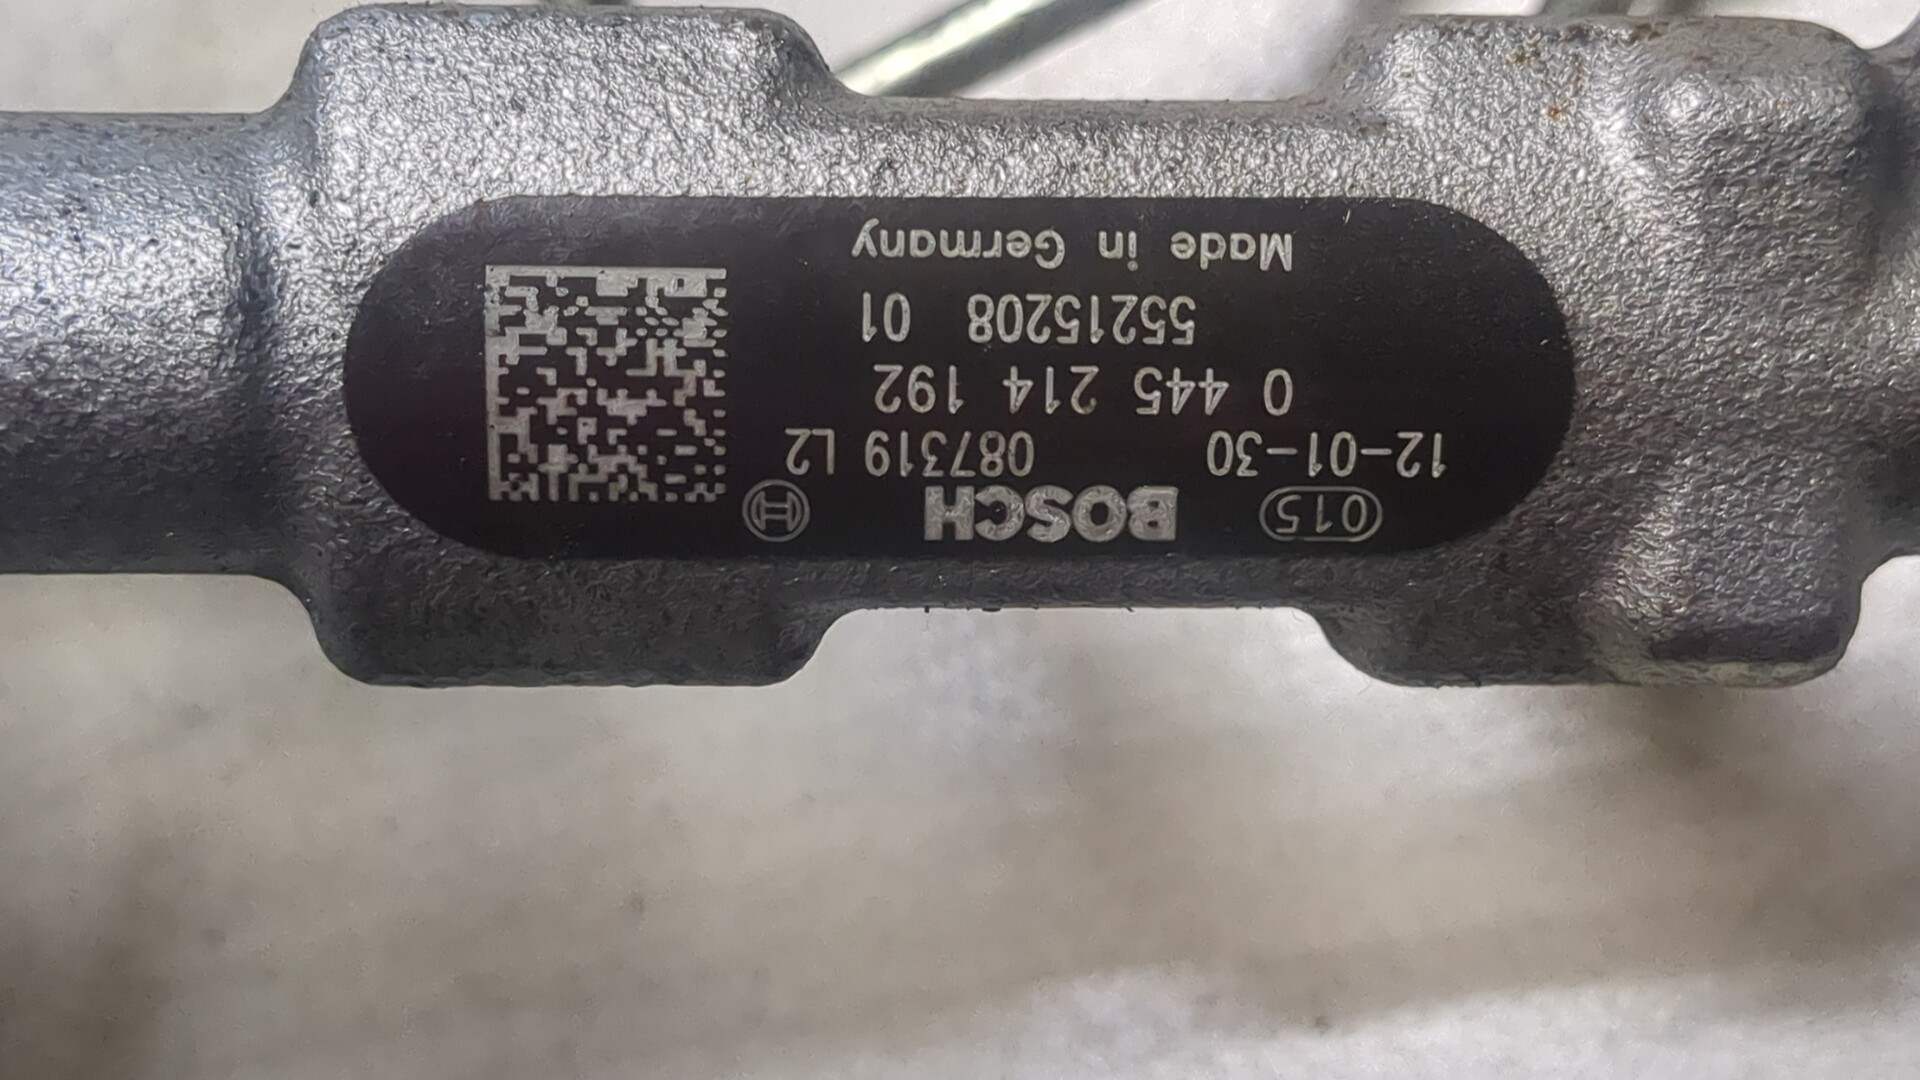 015 BOSCH
12-01-30 087319 L2
0 445 214 192
55215208 01
Made in Germany